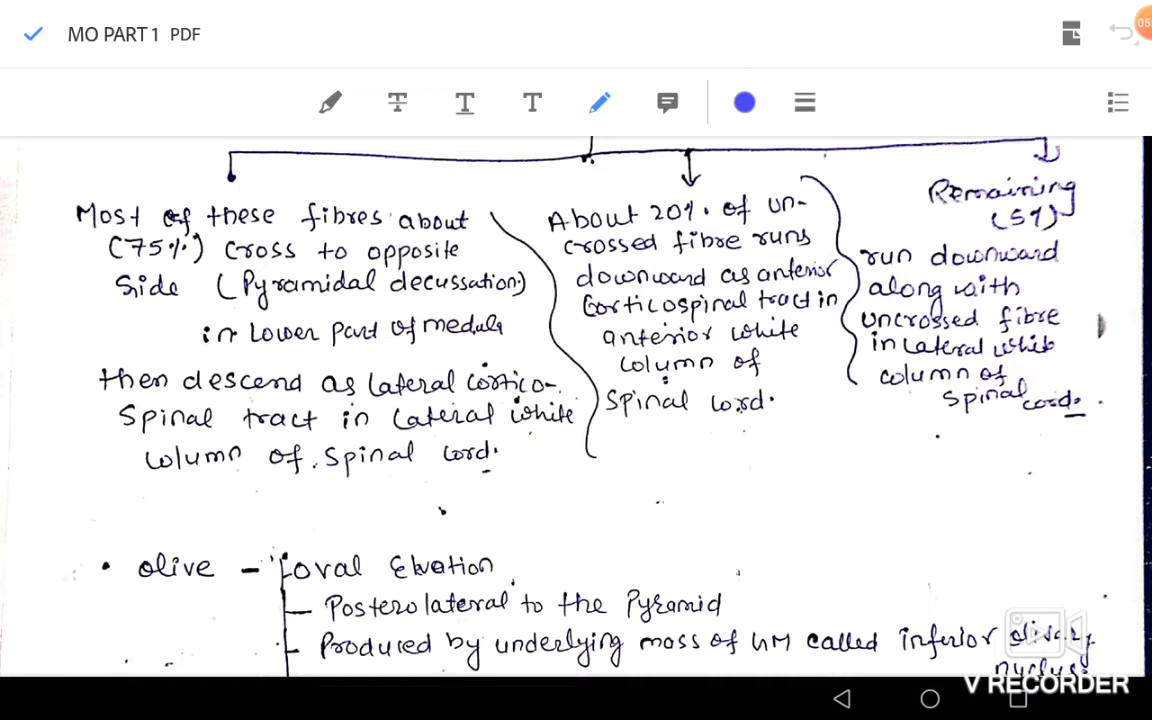 MO PART 1 PDF
05
T T T
Most of these fibres about
(75%) cross to opposite
side (Pyramidal decussation)
in lower part of medula
then descend as lateral cortico-
spinal tract in lateral white
column of spinal cord.
About 20% of un-
crossed fibre runs
downward as anterior
corticospinal tract in
anterior white
column of
spinal cord.
Remaining
(5%)
run downward
along with
uncrossed fibre
in lateral white
column of
spinal cord.
• olive - oval Elvation
- Posterolateral to the Pyramid
- Produced by underlying mass of GM called inferior olivary
nuclus
V RECORDER